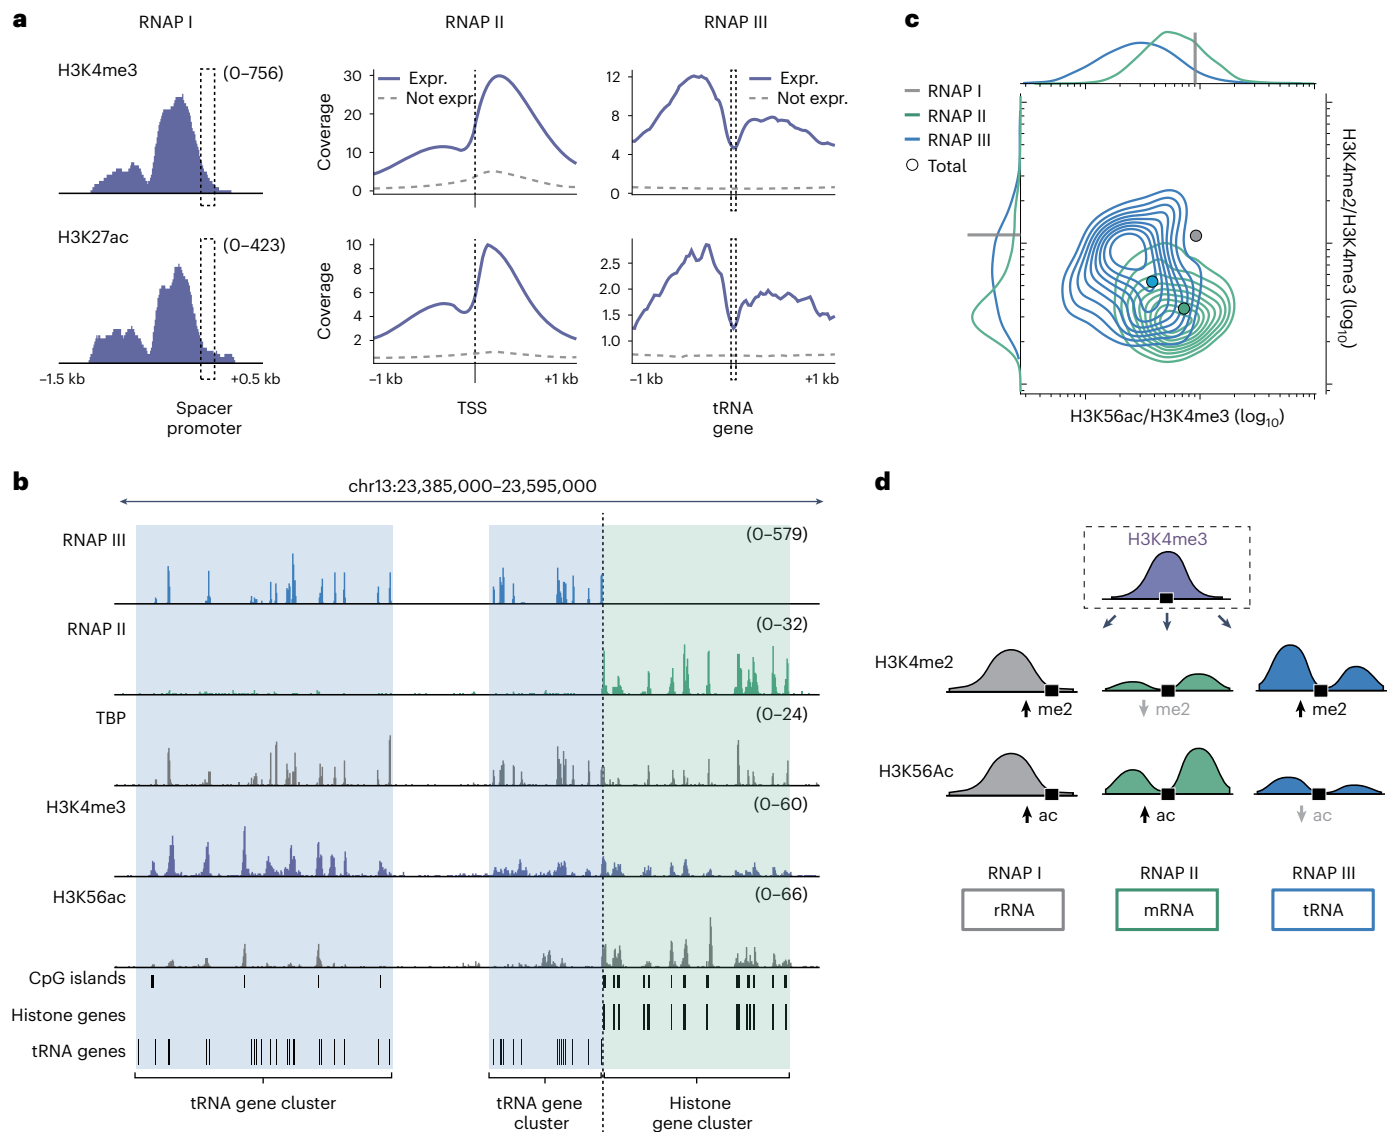 a
RNAP I
RNAP II
RNAP III
H3K4me3
(0–756)
Coverage
30
20
10
0
Expr.
Not expr.
12
8
4
0
Expr.
Not expr.
H3K27ac
(0–423)
Coverage
10
8
6
4
2
2.5
2.0
1.5
1.0
–1.5 kb
+0.5 kb
–1 kb
+1 kb
–1 kb
+1 kb
Spacer
promoter
TSS
tRNA
gene
c
RNAP I
RNAP II
RNAP III
Total
H3K4me2/H3K4me3 (log10)
H3K56ac/H3K4me3 (log10)
b
chr13:23,385,000–23,595,000
RNAP III
(0–579)
RNAP II
(0–32)
TBP
(0–24)
H3K4me3
(0–60)
H3K56ac
(0–66)
CpG islands
Histone genes
tRNA genes
tRNA gene cluster
tRNA gene
cluster
Histone
gene cluster
d
H3K4me3
H3K4me2
me2
me2
me2
H3K56Ac
ac
ac
ac
RNAP I
RNAP II
RNAP III
rRNA
mRNA
tRNA